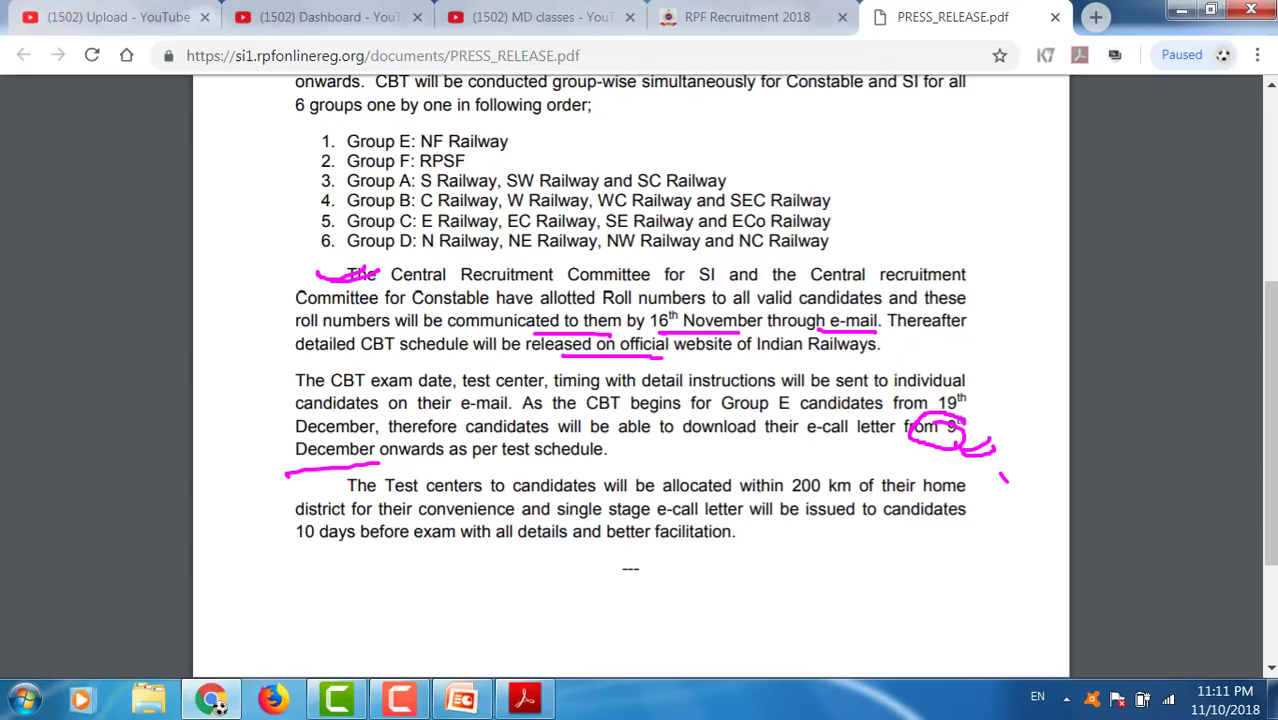 (1502) Upload - YouTube
(1502) Dashboard - YouT
(1502) MD classes - YouT
RPF Recruitment 2018
PRESS_RELEASE.pdf
https://si1.rpfonlinereg.org/documents/PRESS_RELEASE.pdf
K7
Paused
onwards. CBT will be conducted group-wise simultaneously for Constable and SI for all
6 groups one by one in following order;
1. Group E: NF Railway
2. Group F: RPSF
3. Group A: S Railway, SW Railway and SC Railway
4. Group B: C Railway, W Railway, WC Railway and SEC Railway
5. Group C: E Railway, EC Railway, SE Railway and ECo Railway
6. Group D: N Railway, NE Railway, NW Railway and NC Railway
The Central Recruitment Committee for SI and the Central recruitment
Committee for Constable have allotted Roll numbers to all valid candidates and these
roll numbers will be communicated to them by 16th November through e-mail. Thereafter
detailed CBT schedule will be released on official website of Indian Railways.
The CBT exam date, test center, timing with detail instructions will be sent to individual
candidates on their e-mail. As the CBT begins for Group E candidates from 19th
December, therefore candidates will be able to download their e-call letter from 9th
December onwards as per test schedule.
The Test centers to candidates will be allocated within 200 km of their home
district for their convenience and single stage e-call letter will be issued to candidates
10 days before exam with all details and better facilitation.
---
EN
11:11 PM
11/10/2018